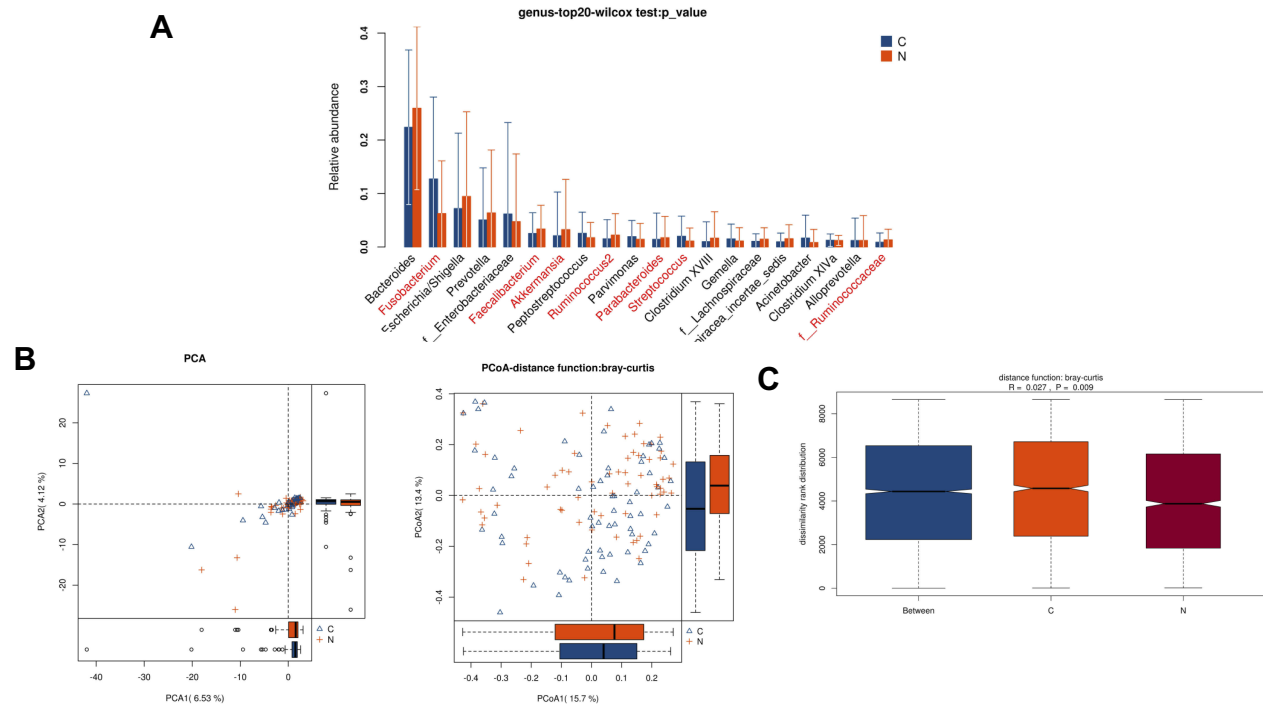 A
genus-top20-wilcox test:p_value
Relative abundance
0.4
0.3
0.2
0.1
0.0
C
N
Bacteroides
Fusobacterium
Escherichia/Shigella
Prevotella
f__Enterobacteriaceae
Faecalibacterium
Akkermansia
Peptostreptococcus
Ruminococcus2
Parvimonas
Parabacteroides
Streptococcus
Clostridium XVIII
Gemella
f__Lachnospiraceae
piracea_incertae_sedis
Acinetobacter
Clostridium XIVa
Alloprevotella
f__Ruminococcaceae
B
PCA
PCA2( 4.12 %)
20
10
0
-10
-20
C
N
-40
-30
-20
-10
0
PCA1( 6.53 %)
PCoA-distance function:bray-curtis
PCoA2( 13.4 %)
0.4
0.2
0.0
-0.2
-0.4
C
N
-0.4
-0.3
-0.2
-0.1
0.0
0.1
0.2
PCoA1( 15.7 %)
C
distance function: bray-curtis
R = 0.027 , P = 0.009
dissimilarity rank distribution
8000
6000
4000
2000
0
Between
C
N